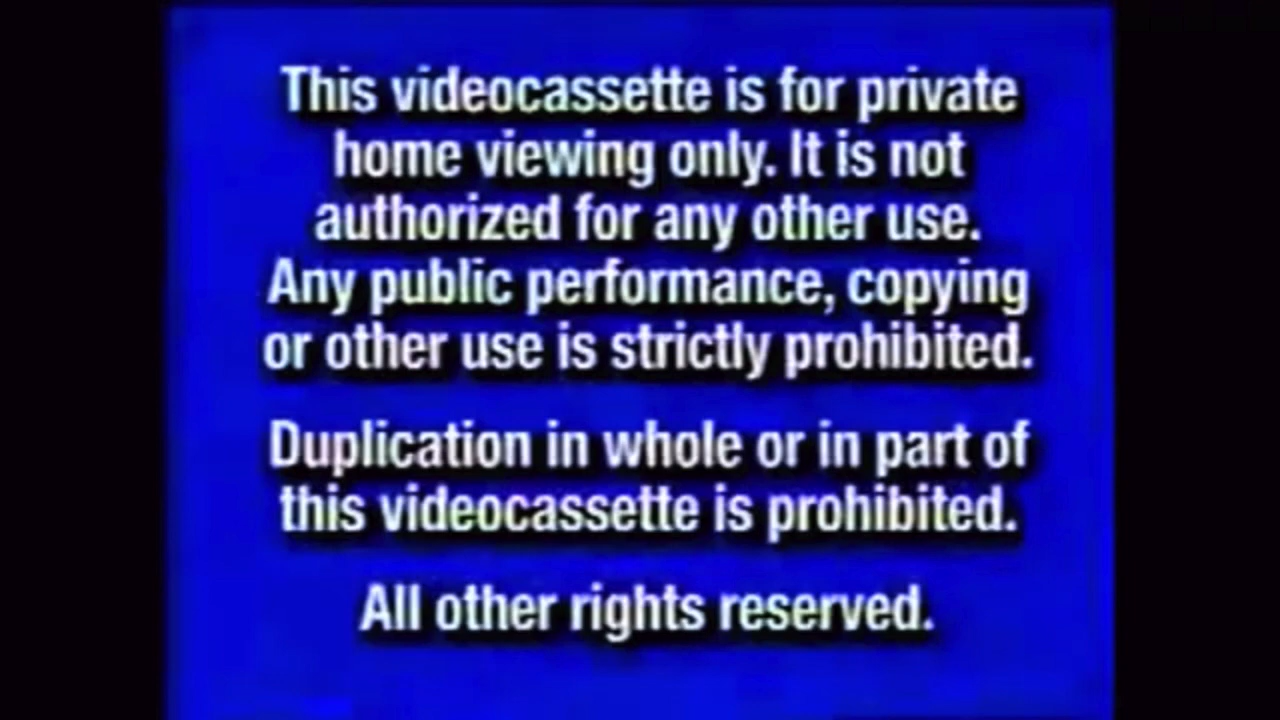 This videocassette is for private
home viewing only. It is not
authorized for any other use.
Any public performance, copying
or other use is strictly prohibited.
Duplication in whole or in part of
this videocassette is prohibited.
All other rights reserved.